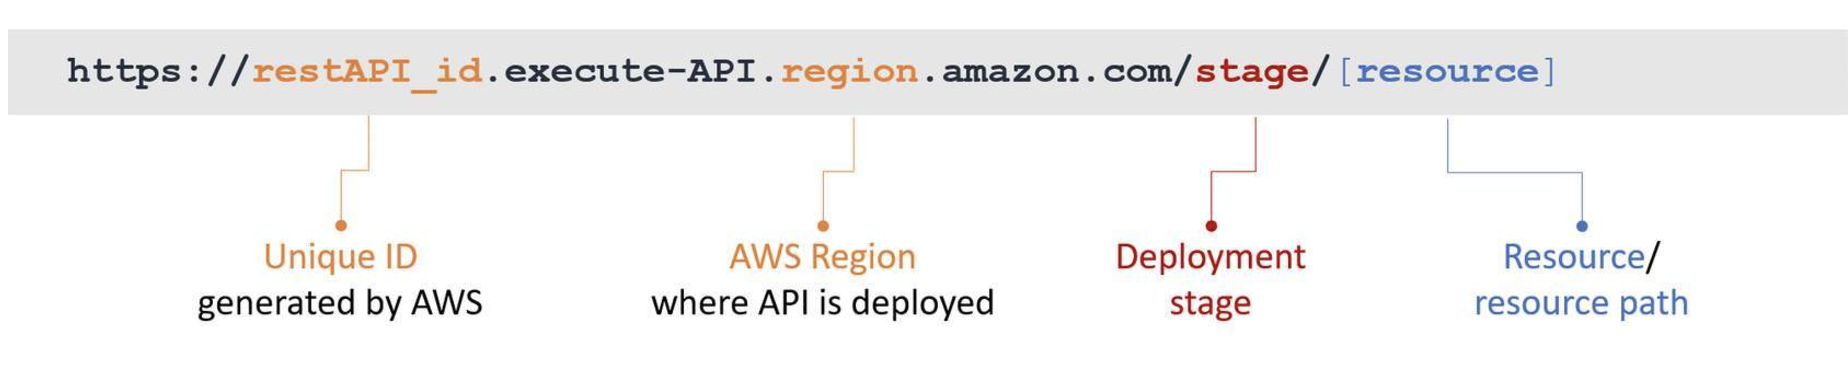 https://restAPI_id.execute-API.region.amazon.com/stage/[resource]
Unique ID
generated by AWS
AWS Region
where API is deployed
Deployment
stage
Resource/
resource path